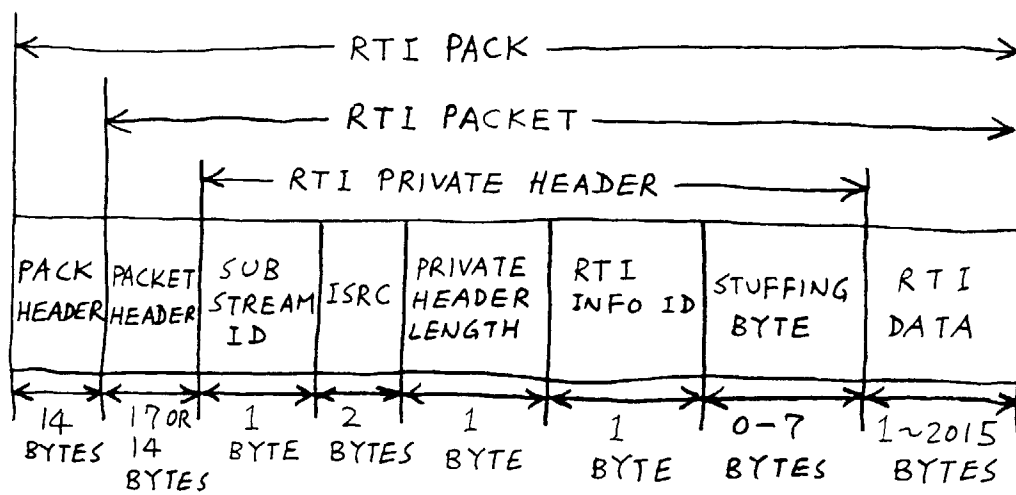 RTI PACK
RTI PACKET
RTI PRIVATE HEADER
PACK
HEADER
PACKET
HEADER
SUB
STREAM
ID
ISRC
PRIVATE
HEADER
LENGTH
RTI
INFO ID
STUFFING
BYTE
RTI
DATA
14
BYTES
17 OR
14
BYTES
1
BYTE
2
BYTES
1
BYTE
1
BYTE
0-7
BYTES
1~2015
BYTES